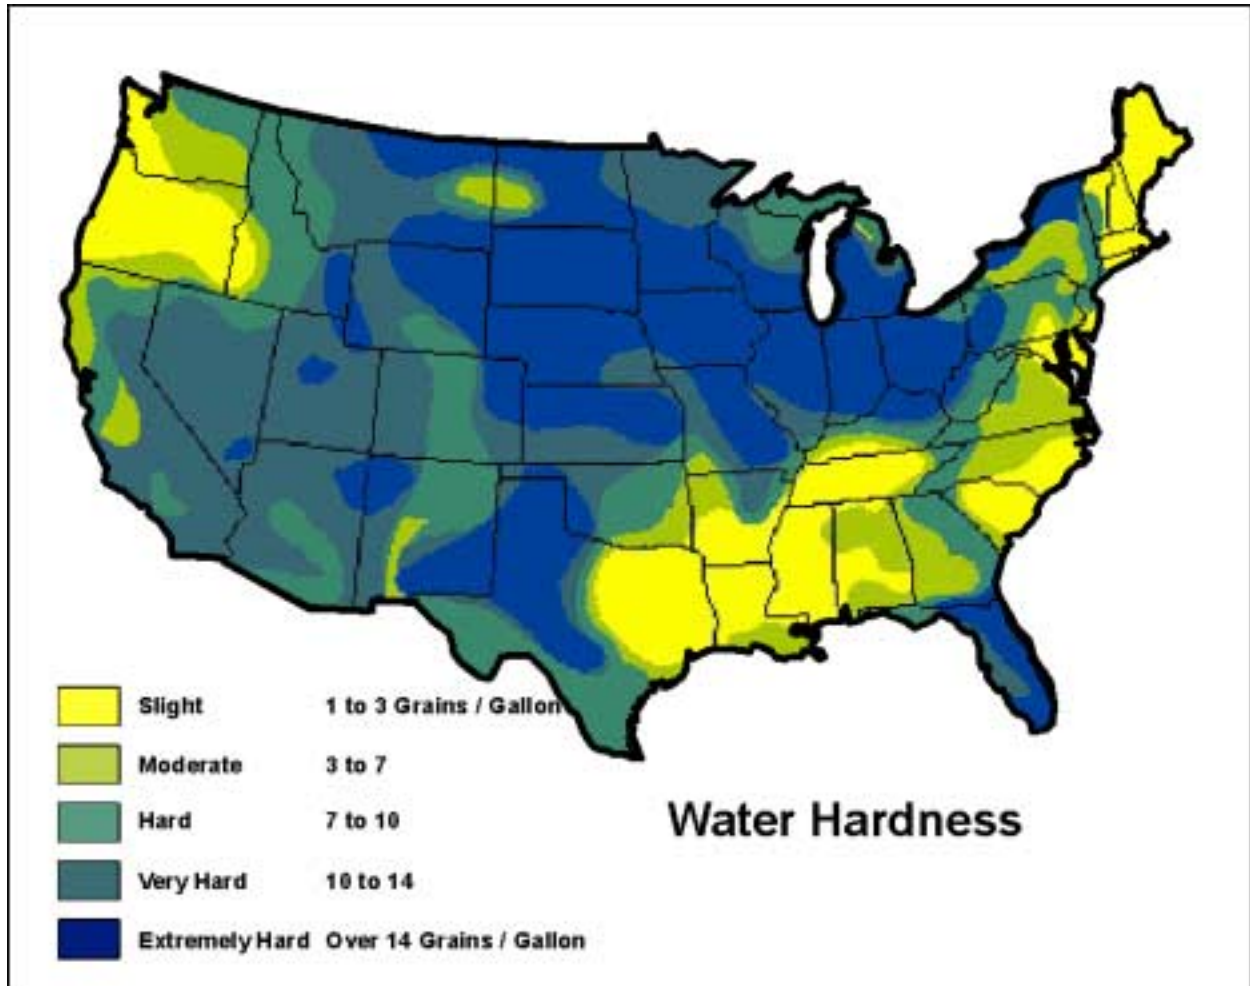 Slight 1 to 3 Grains / Gallon
Moderate 3 to 7
Hard 7 to 10
Very Hard 10 to 14
Extremely Hard Over 14 Grains / Gallon
Water Hardness